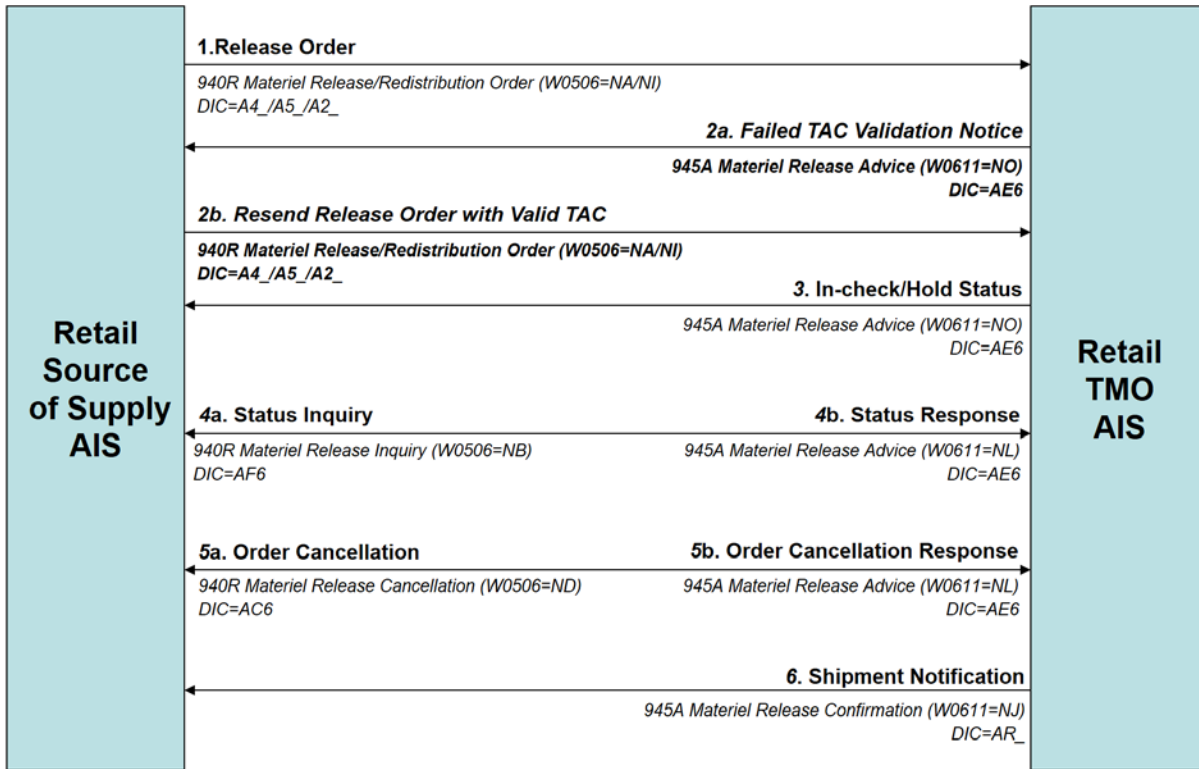 1.Release Order
940R Materiel Release/Redistribution Order (W0506=NA/NI)
DIC=A4_/A5_/A2_
2a. Failed TAC Validation Notice
945A Materiel Release Advice (W0611=NO)
DIC=AE6
2b. Resend Release Order with Valid TAC
940R Materiel Release/Redistribution Order (W0506=NA/NI)
DIC=A4_/A5_/A2_
3. In-check/Hold Status
945A Materiel Release Advice (W0611=NO)
DIC=AE6
Retail
Source
of Supply
AIS
Retail
TMO
AIS
4a. Status Inquiry
4b. Status Response
940R Materiel Release Inquiry (W0506=NB)
DIC=AF6
945A Materiel Release Advice (W0611=NL)
DIC=AE6
5a. Order Cancellation
5b. Order Cancellation Response
940R Materiel Release Cancellation (W0506=ND)
DIC=AC6
945A Materiel Release Advice (W0611=NL)
DIC=AE6
6. Shipment Notification
945A Materiel Release Confirmation (W0611=NJ)
DIC=AR_